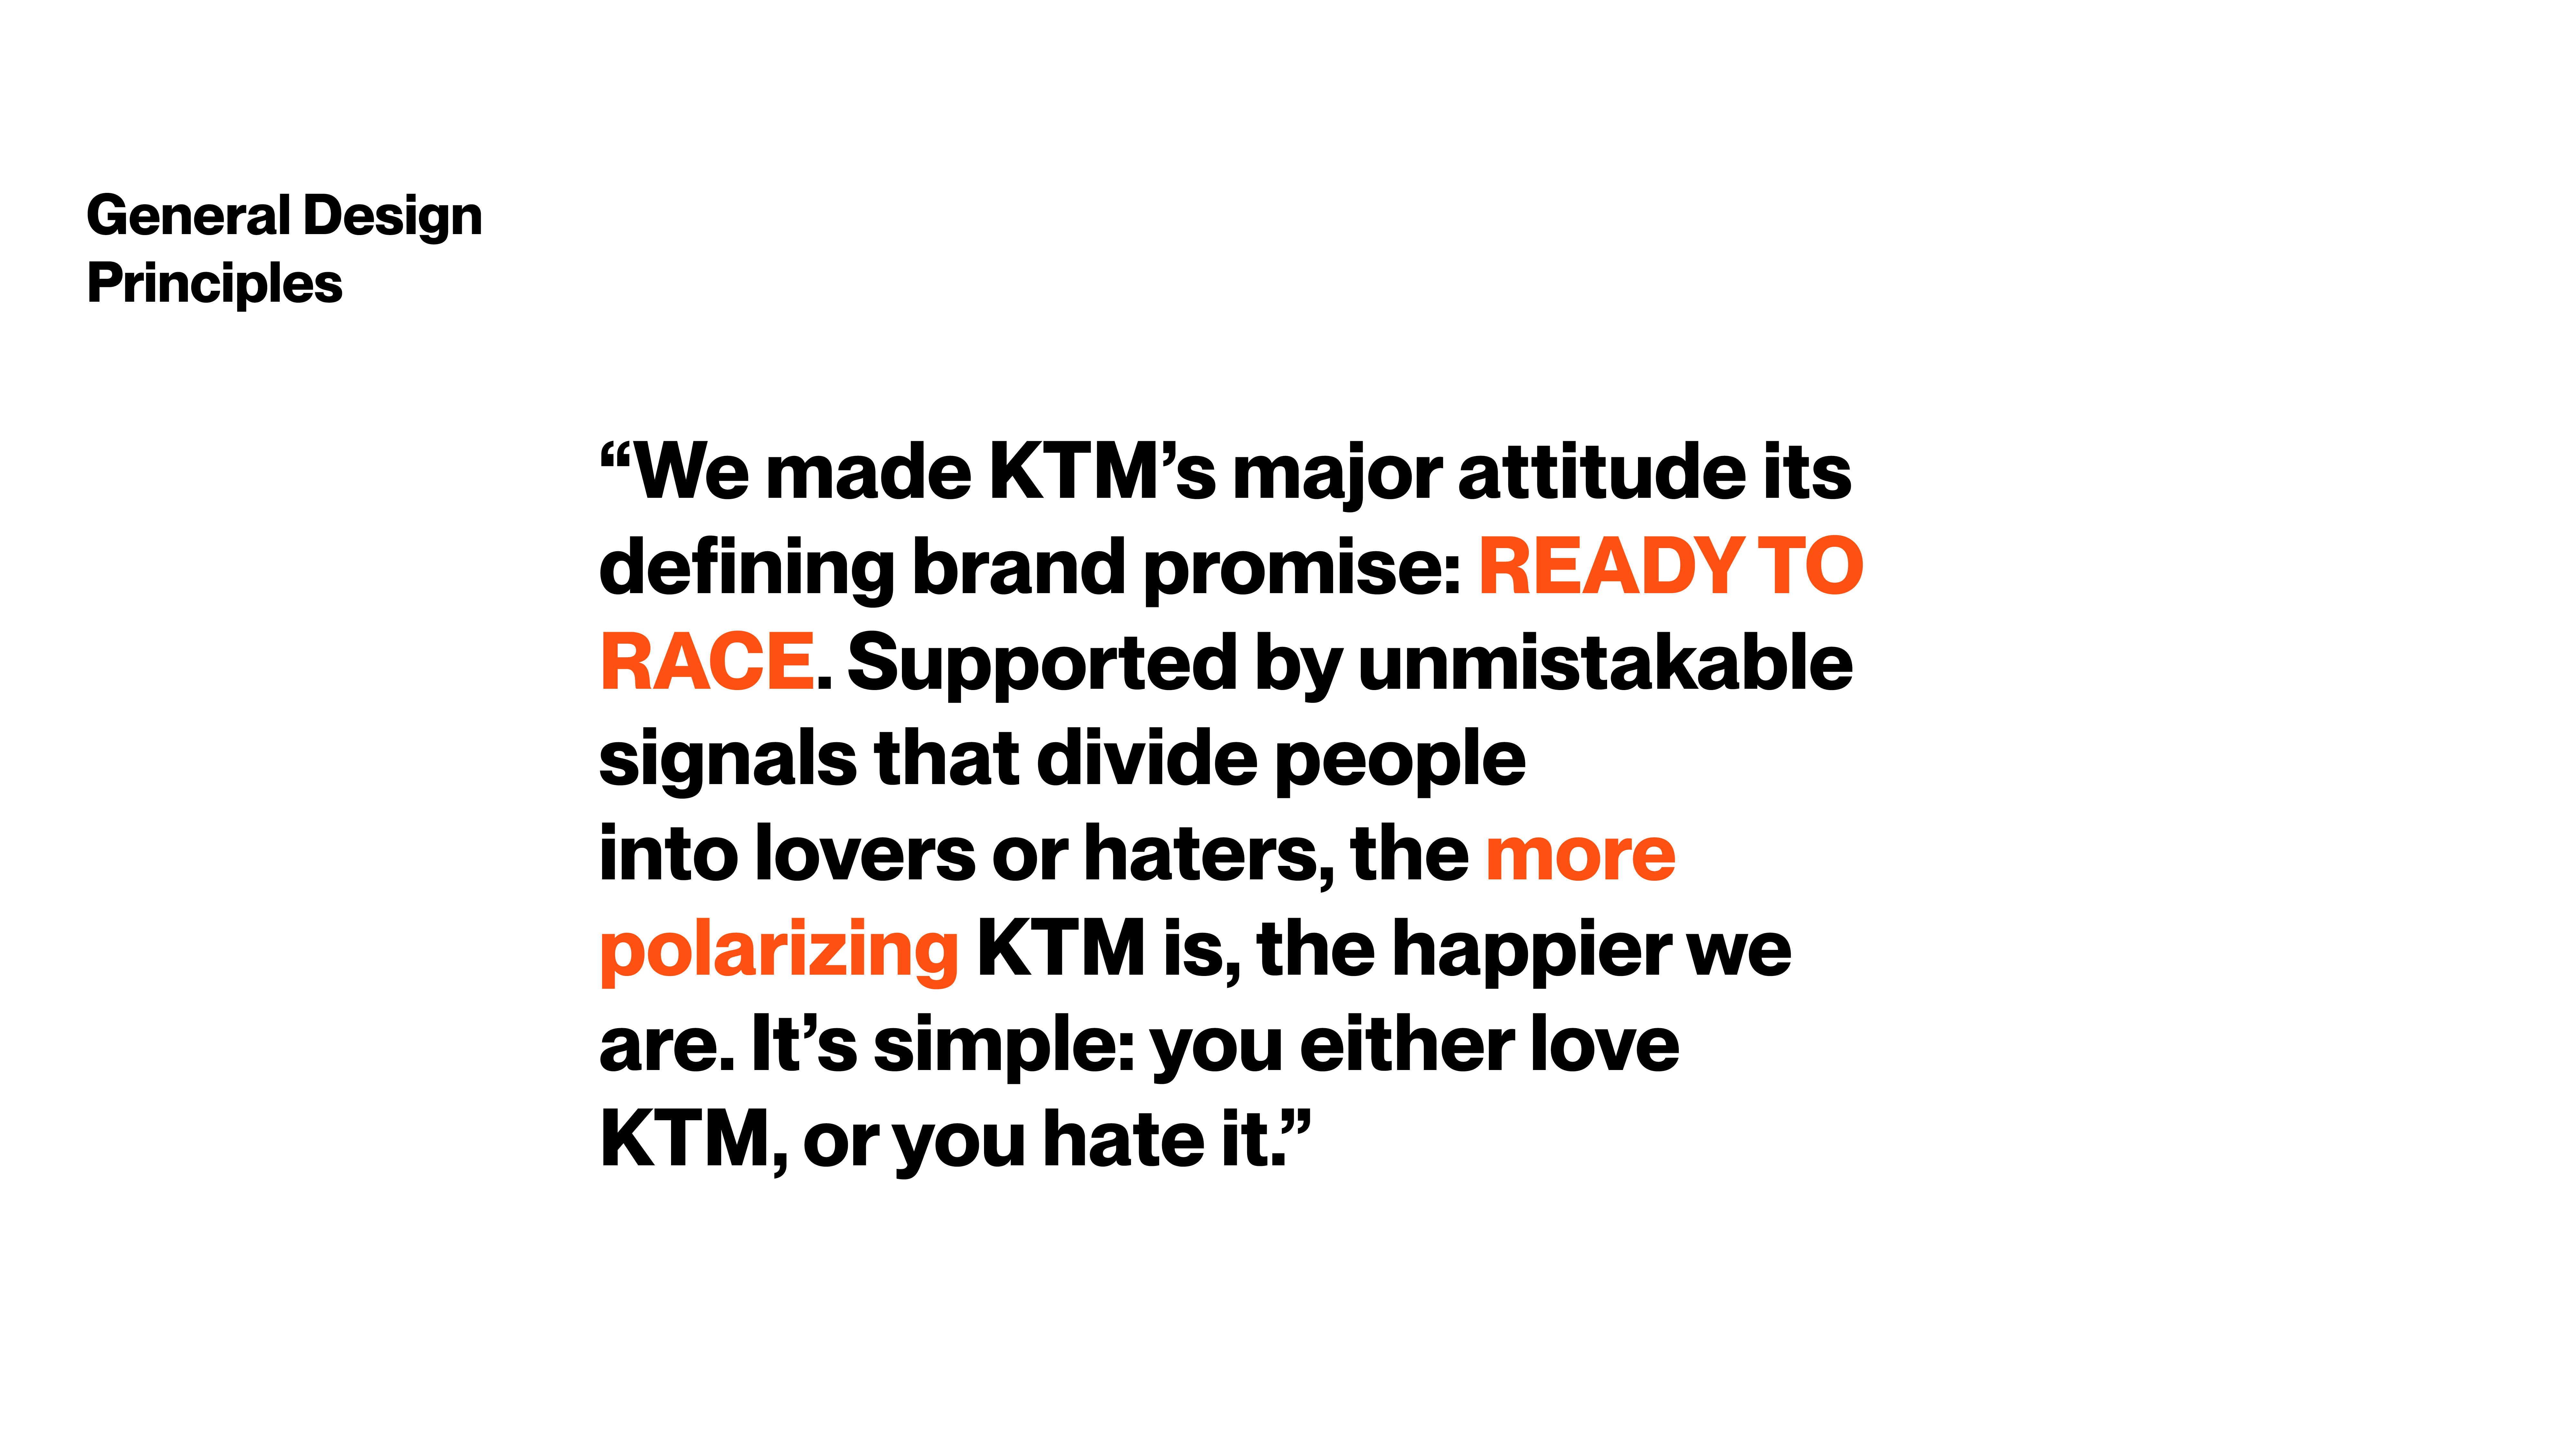 General Design
Principles
“We made KTM’s major attitude its
defining brand promise: READY TO
RACE. Supported by unmistakable
signals that divide people
into lovers or haters, the more
polarizing KTM is, the happier we
are. It’s simple: you either love
KTM, or you hate it.”